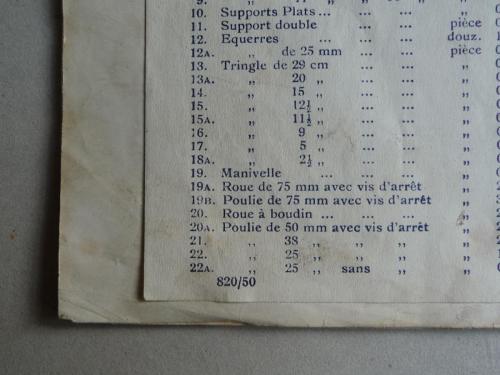 10. Supports Plats... ... ...
11. Support double ... ... pièce
12. Equerres ... ... ... douz.
12A. „ de 25 mm ... pièce
13. Tringle de 29 cm ... ... „
13A. „ 20 „ ... ... „
14. „ 15 „ ... ... „
15. „ 12½ „ ... ... „
15A. „ 11½ „ ... ... „
16. „ 9 „ ... ... „
17. „ 5 „ ... ... „
18A. „ 2½ „ ... ... „
19. Manivelle ... ... ... „
19A. Roue de 75 mm avec vis d'arrêt „
19B. Poulie de 75 mm avec vis d'arrêt „
20. Roue à boudin ... ... ... „
20A. Poulie de 50 mm avec vis d'arrêt „
21. „ 38 „ „ „ „
22. „ 25 „ „ „ „
22A. „ 25 „ sans „ „
820/50